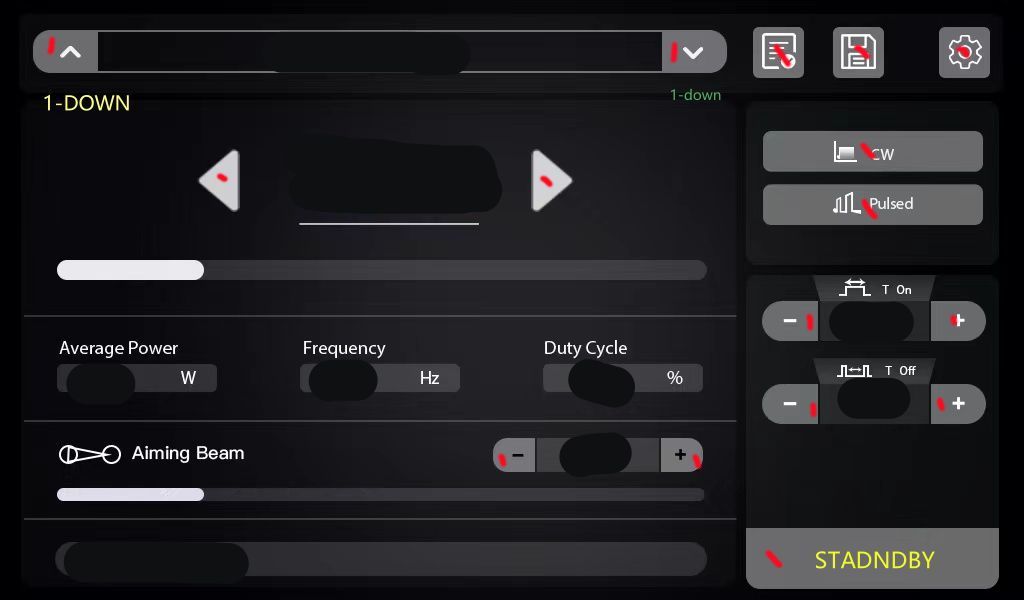 1-DOWN
1-down
CW
Pulsed
T On
− +
Average Power Frequency Duty Cycle
W Hz %
T Off
− +
Aiming Beam − +
STADNDBY